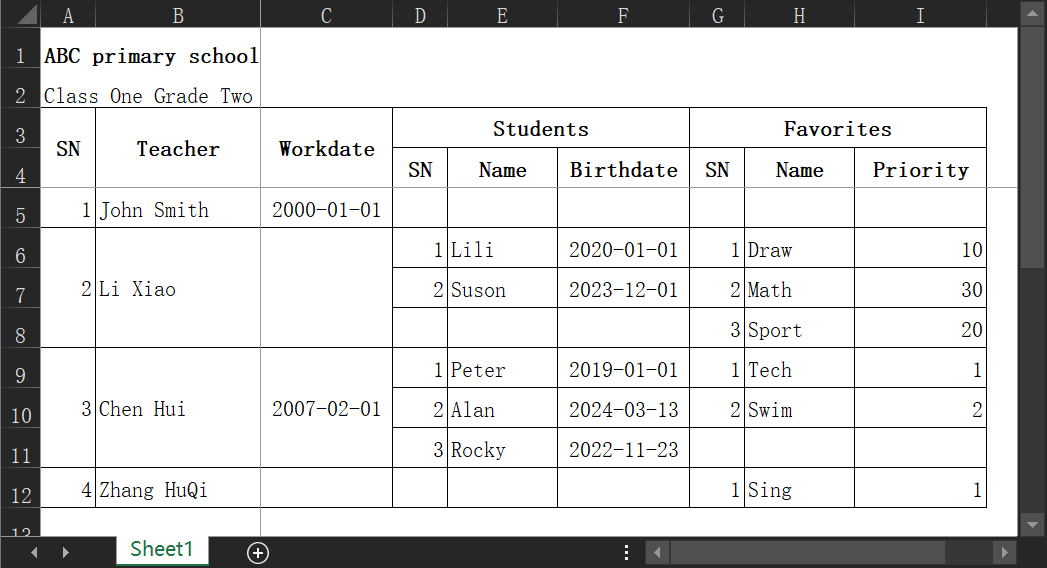 A B C D E F G H I
1 ABC primary school
2 Class One Grade Two
3 SN Teacher Workdate Students Favorites
4 SN Name Birthdate SN Name Priority
5 1 John Smith 2000-01-01
6 1 Lili 2020-01-01 1 Draw 10
7 2 Li Xiao 2 Suson 2023-12-01 2 Math 30
8 3 Sport 20
9 1 Peter 2019-01-01 1 Tech 1
10 3 Chen Hui 2007-02-01 2 Alan 2024-03-13 2 Swim 2
11 3 Rocky 2022-11-23
12 4 Zhang HuQi 1 Sing 1
13
Sheet1